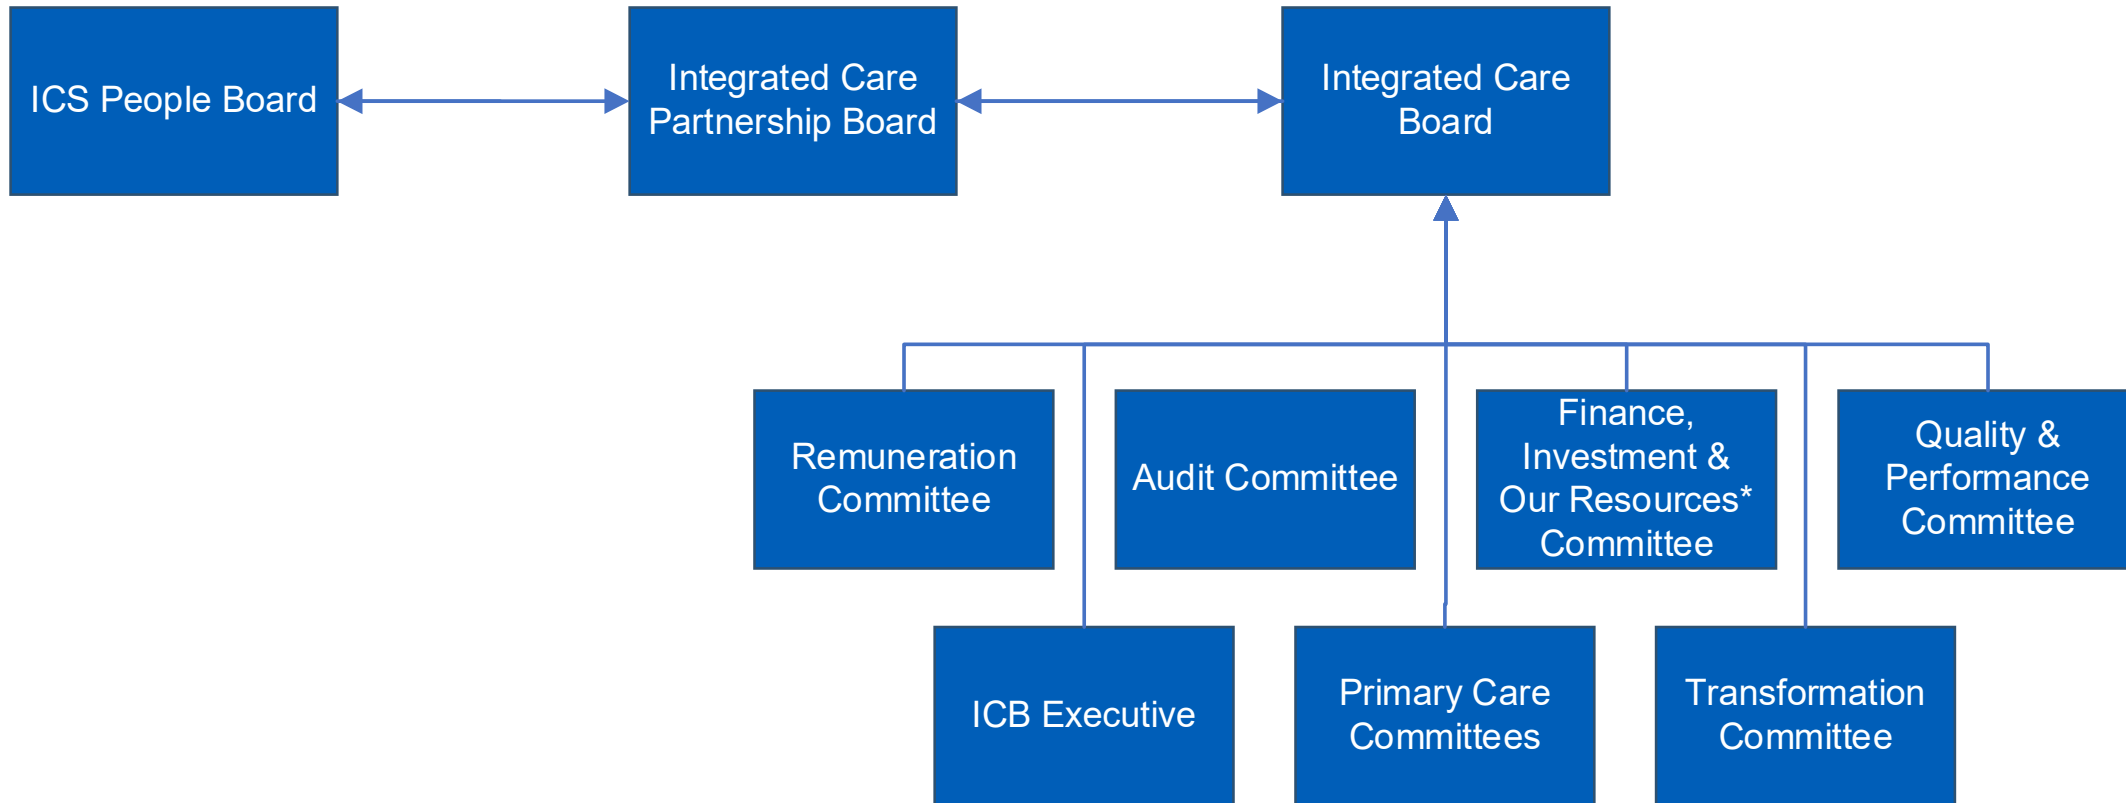 ICS People Board
Integrated Care
Partnership Board
Integrated Care
Board
Remuneration
Committee
Audit Committee
Finance,
Investment &
Our Resources*
Committee
Quality &
Performance
Committee
ICB Executive
Primary Care
Committees
Transformation
Committee